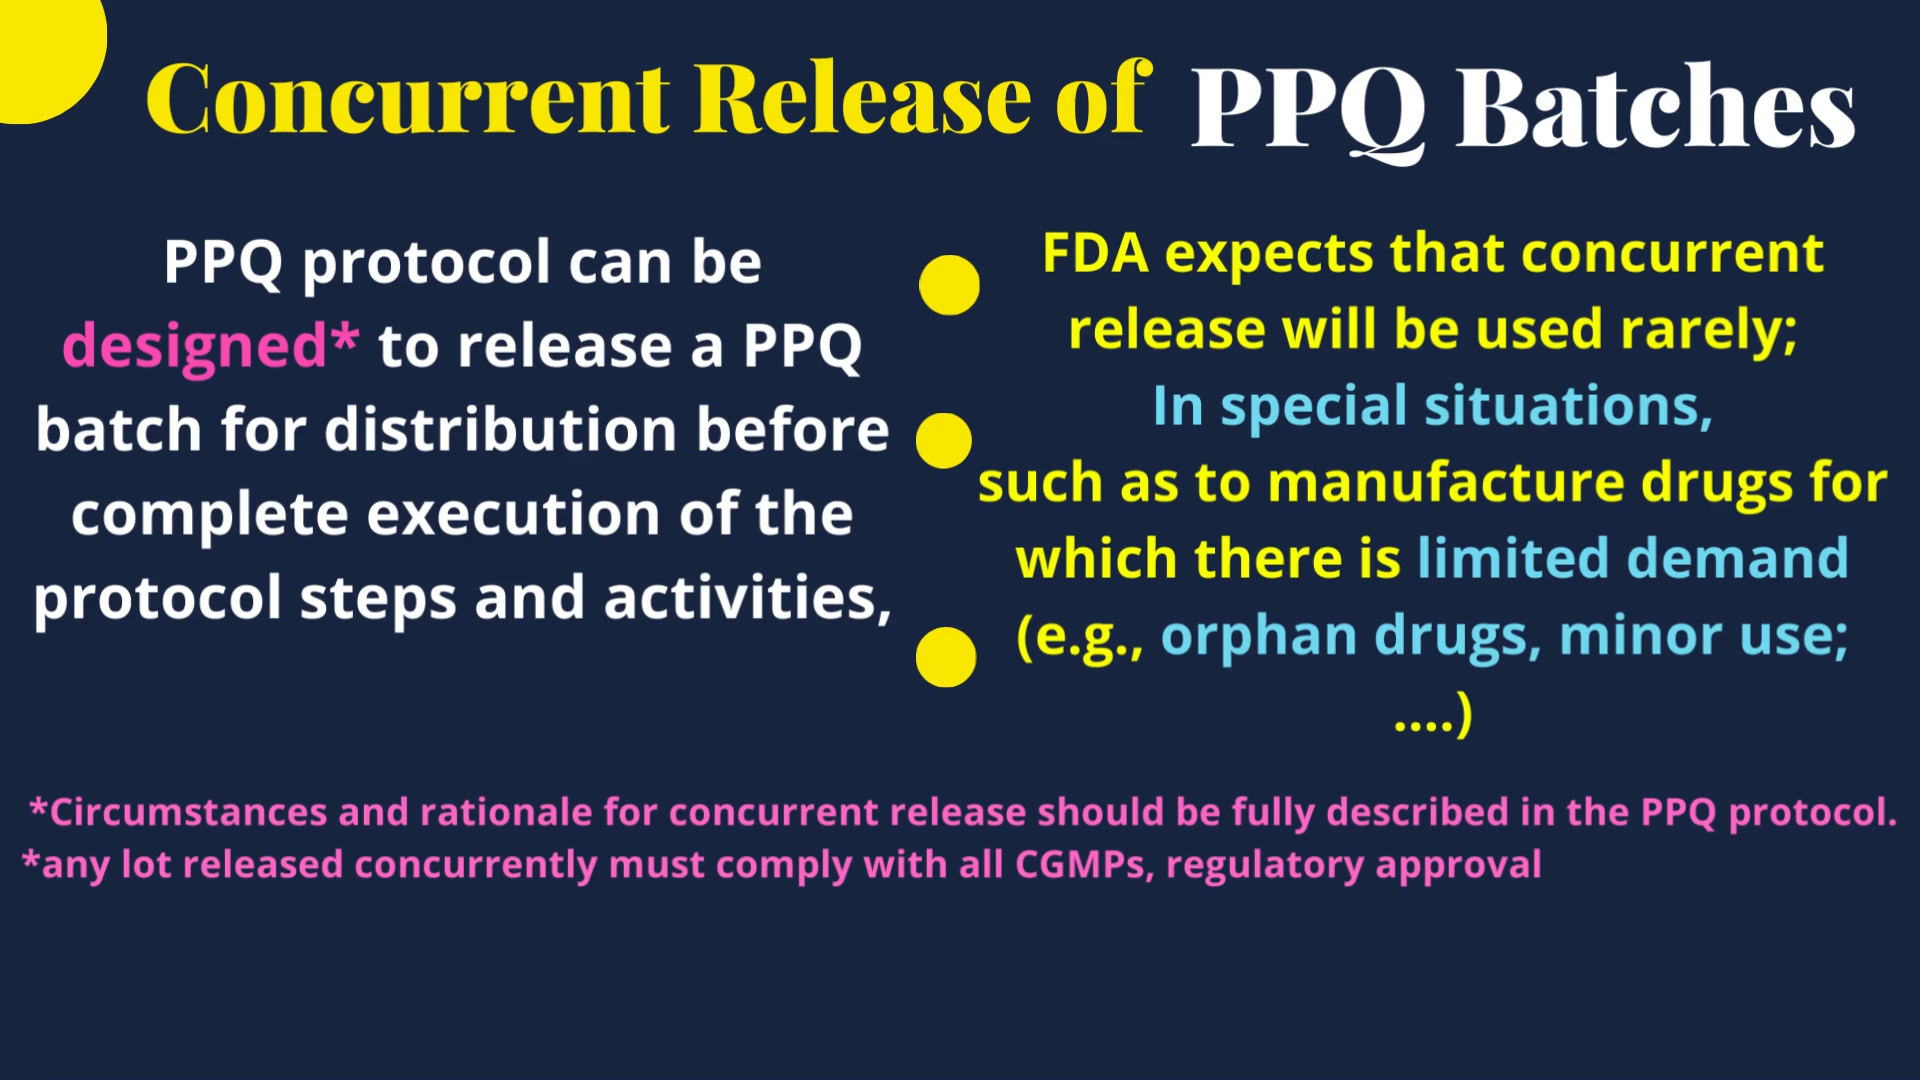 Concurrent Release of PPQ Batches
PPQ protocol can be
designed* to release a PPQ
batch for distribution before
complete execution of the
protocol steps and activities,
FDA expects that concurrent
release will be used rarely;
In special situations,
such as to manufacture drugs for
which there is limited demand
(e.g., orphan drugs, minor use;
....)
*Circumstances and rationale for concurrent release should be fully described in the PPQ protocol.
*any lot released concurrently must comply with all CGMPs, regulatory approval